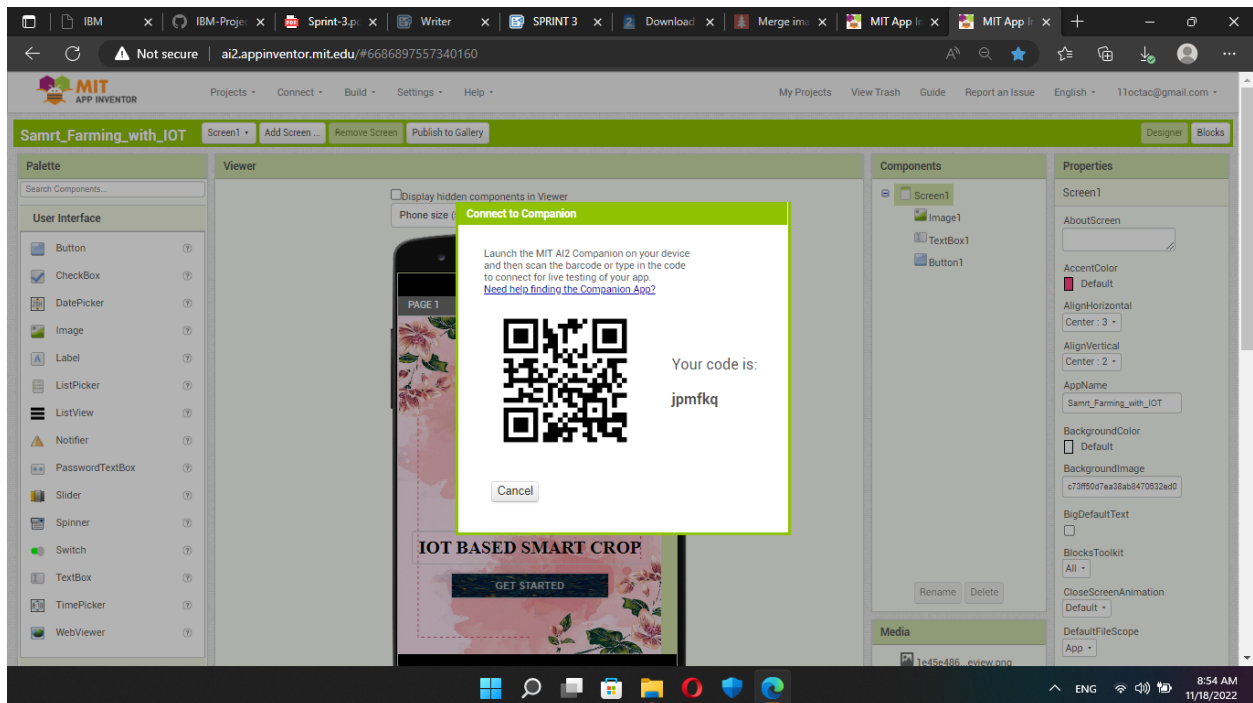 IBM
IBM-Projec
Sprint-3.pc
Writer
SPRINT 3
Download
Merge ima
MIT App In
MIT App In
Not secure
ai2.appinventor.mit.edu/#6686897557340160
MIT
APP INVENTOR
Projects
Connect
Build
Settings
Help
My Projects
View Trash
Guide
Report an Issue
English
11octac@gmail.com
Samrt_Farming_with_IOT
Screen1
Add Screen ...
Remove Screen
Publish to Gallery
Designer
Blocks
Palette
Search Components...
User Interface
Button
CheckBox
DatePicker
Image
Label
ListPicker
ListView
Notifier
PasswordTextBox
Slider
Spinner
Switch
TextBox
TimePicker
WebViewer
Viewer
Display hidden components in Viewer
Phone size (
PAGE 1
Connect to Companion
Launch the MIT AI2 Companion on your device
and then scan the barcode or type in the code
to connect for live testing of your app.
Need help finding the Companion App?
Your code is:
jpmfkq
Cancel
IOT BASED SMART CROP
GET STARTED
Components
Screen1
Image1
TextBox1
Button1
Rename
Delete
Media
1e45e486...eview.png
Properties
Screen1
AboutScreen
AccentColor
Default
AlignHorizontal
Center : 3
AlignVertical
Center : 2
AppName
Samrt_Farming_with_IOT
BackgroundColor
Default
BackgroundImage
c73ff50d7ea38ab8470632ed0
BigDefaultText
BlocksToolkit
All
CloseScreenAnimation
Default
DefaultFileScope
App
ENG
8:54 AM
11/18/2022